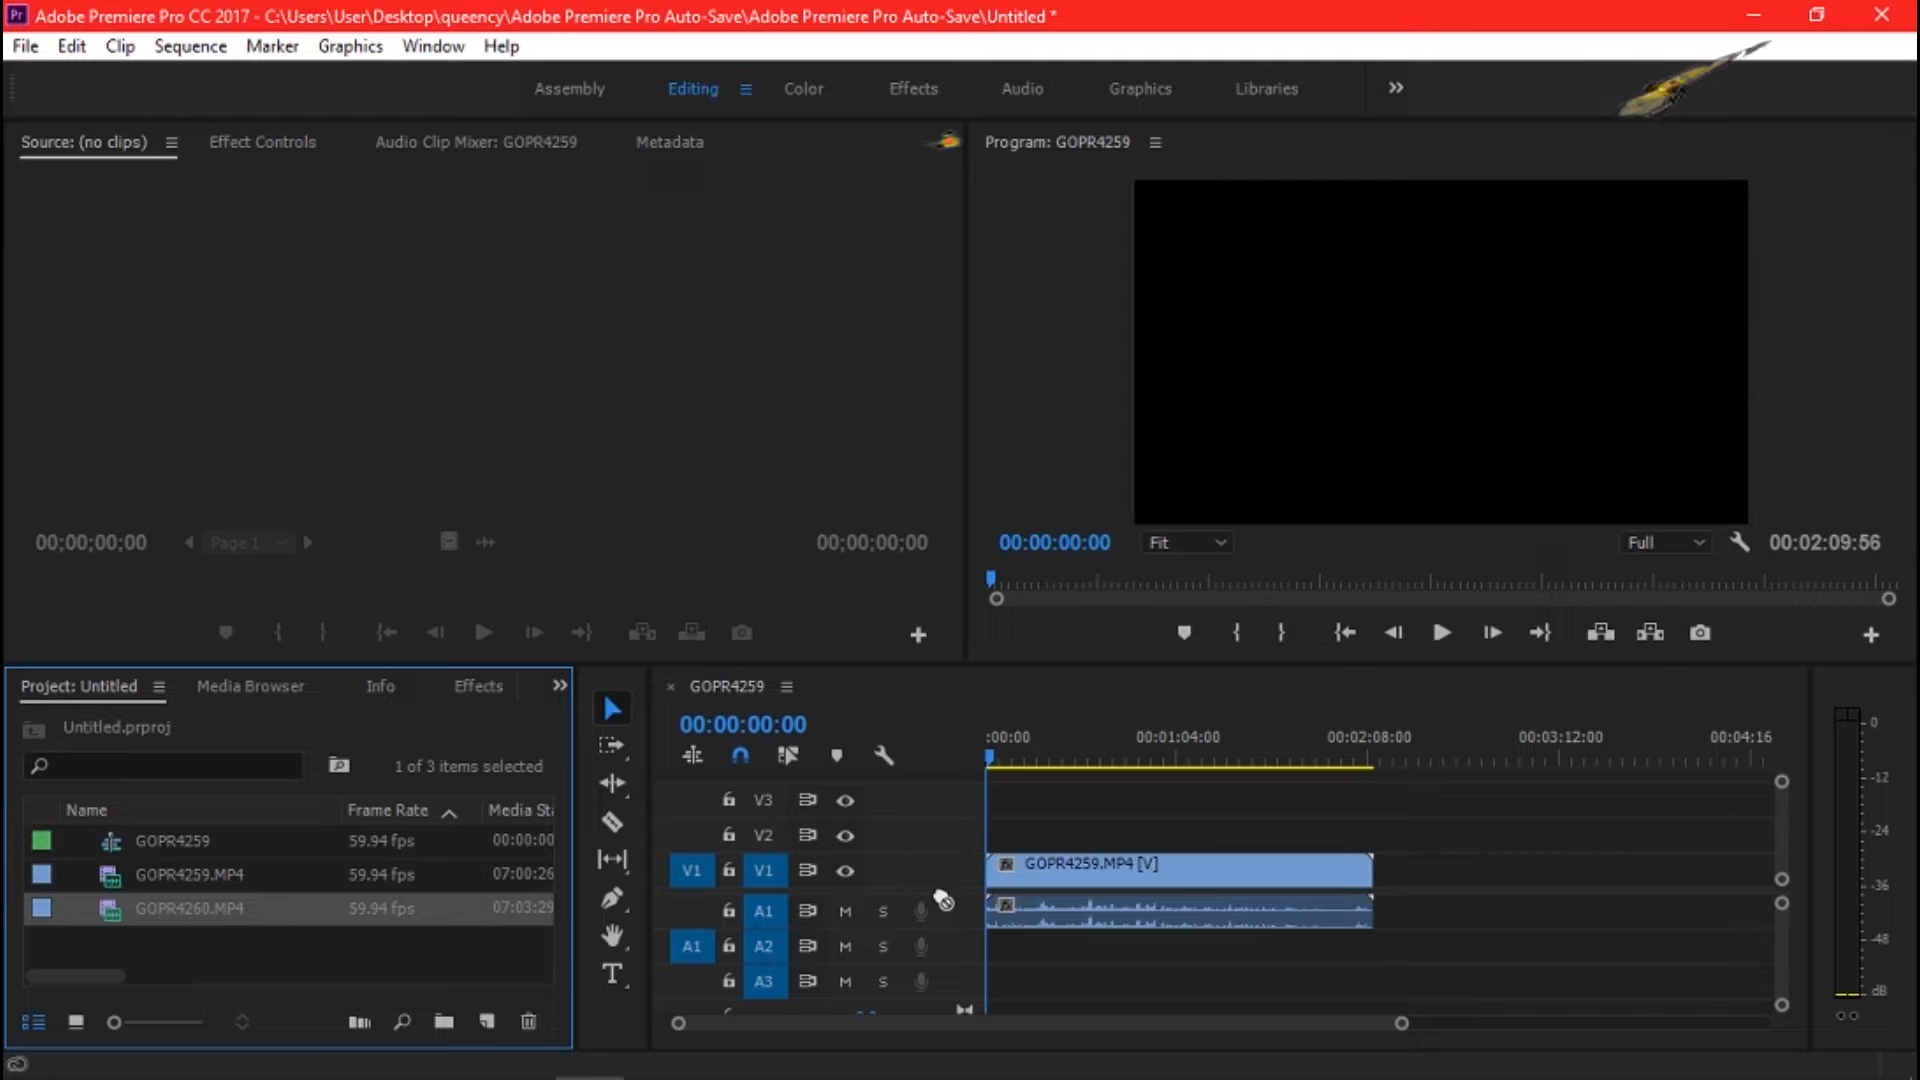 Pr Adobe Premiere Pro CC 2017 - C:\Users\User\Desktop\queency\Adobe Premiere Pro Auto-Save\Adobe Premiere Pro Auto-Save\Untitled *
File Edit Clip Sequence Marker Graphics Window Help
Assembly Editing Color Effects Audio Graphics Libraries
Source: (no clips) Effect Controls Audio Clip Mixer: GOPR4259 Metadata
Program: GOPR4259
00;00;00;00 Page 1 00;00;00;00
00:00:00:00 Fit Full 00:02:09:56
Project: Untitled Media Browser Info Effects
Untitled.prproj
1 of 3 items selected
Name Frame Rate Media Sta
GOPR4259 59.94 fps 00:00:00
GOPR4259.MP4 59.94 fps 07:00:26
GOPR4260.MP4 59.94 fps 07:03:29
T
× GOPR4259
00:00:00:00
:00:00 00:01:04:00 00:02:08:00 00:03:12:00 00:04:16
V3
V2
V1 V1 fx GOPR4259.MP4 [V]
A1 M S fx
A1 A2 M S
A3 M S
0
-12
-24
-36
-48
dB